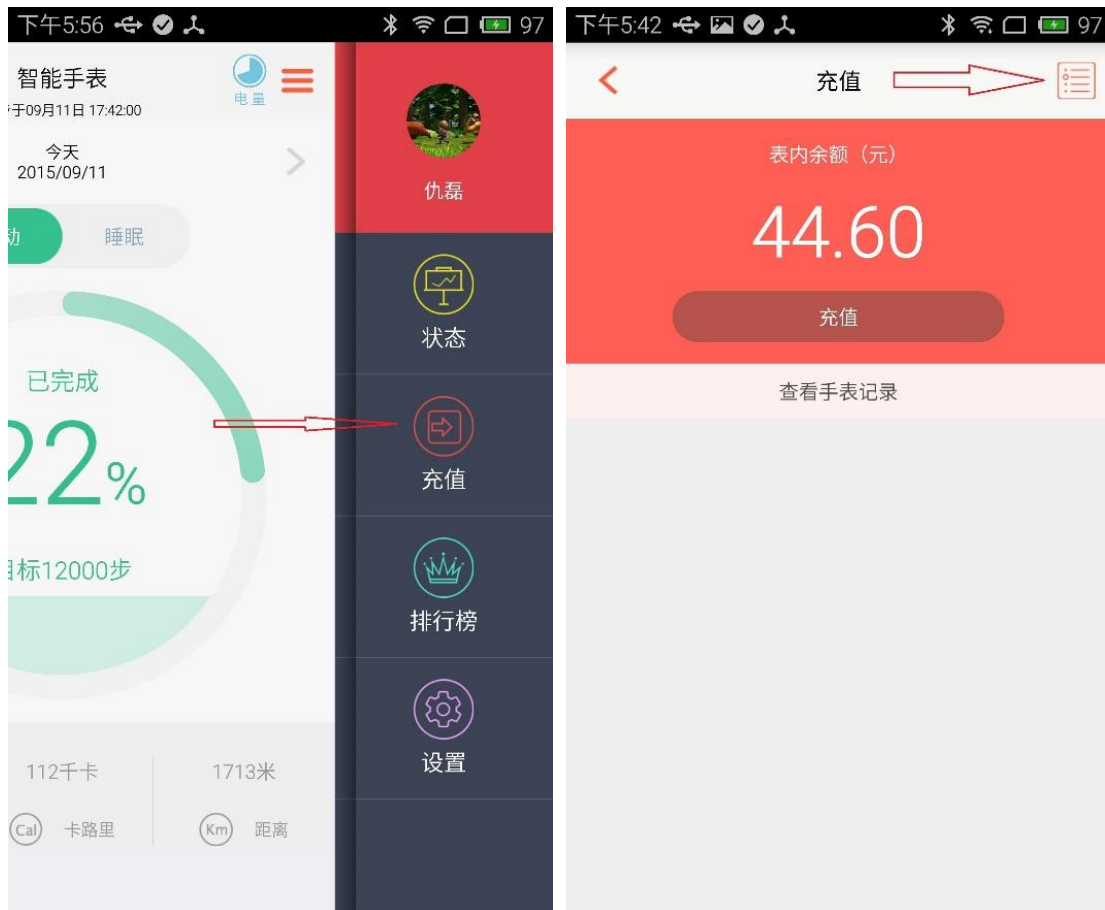 下午5:56
97
智能手表
于09月11日 17:42:00
电量
今天
2015/09/11
动
睡眠
已完成
22%
目标12000步
112千卡
1713米
Cal
卡路里
Km
距离
仇磊
状态
充值
排行榜
设置
下午5:42
97
充值
表内余额（元）
44.60
充值
查看手表记录